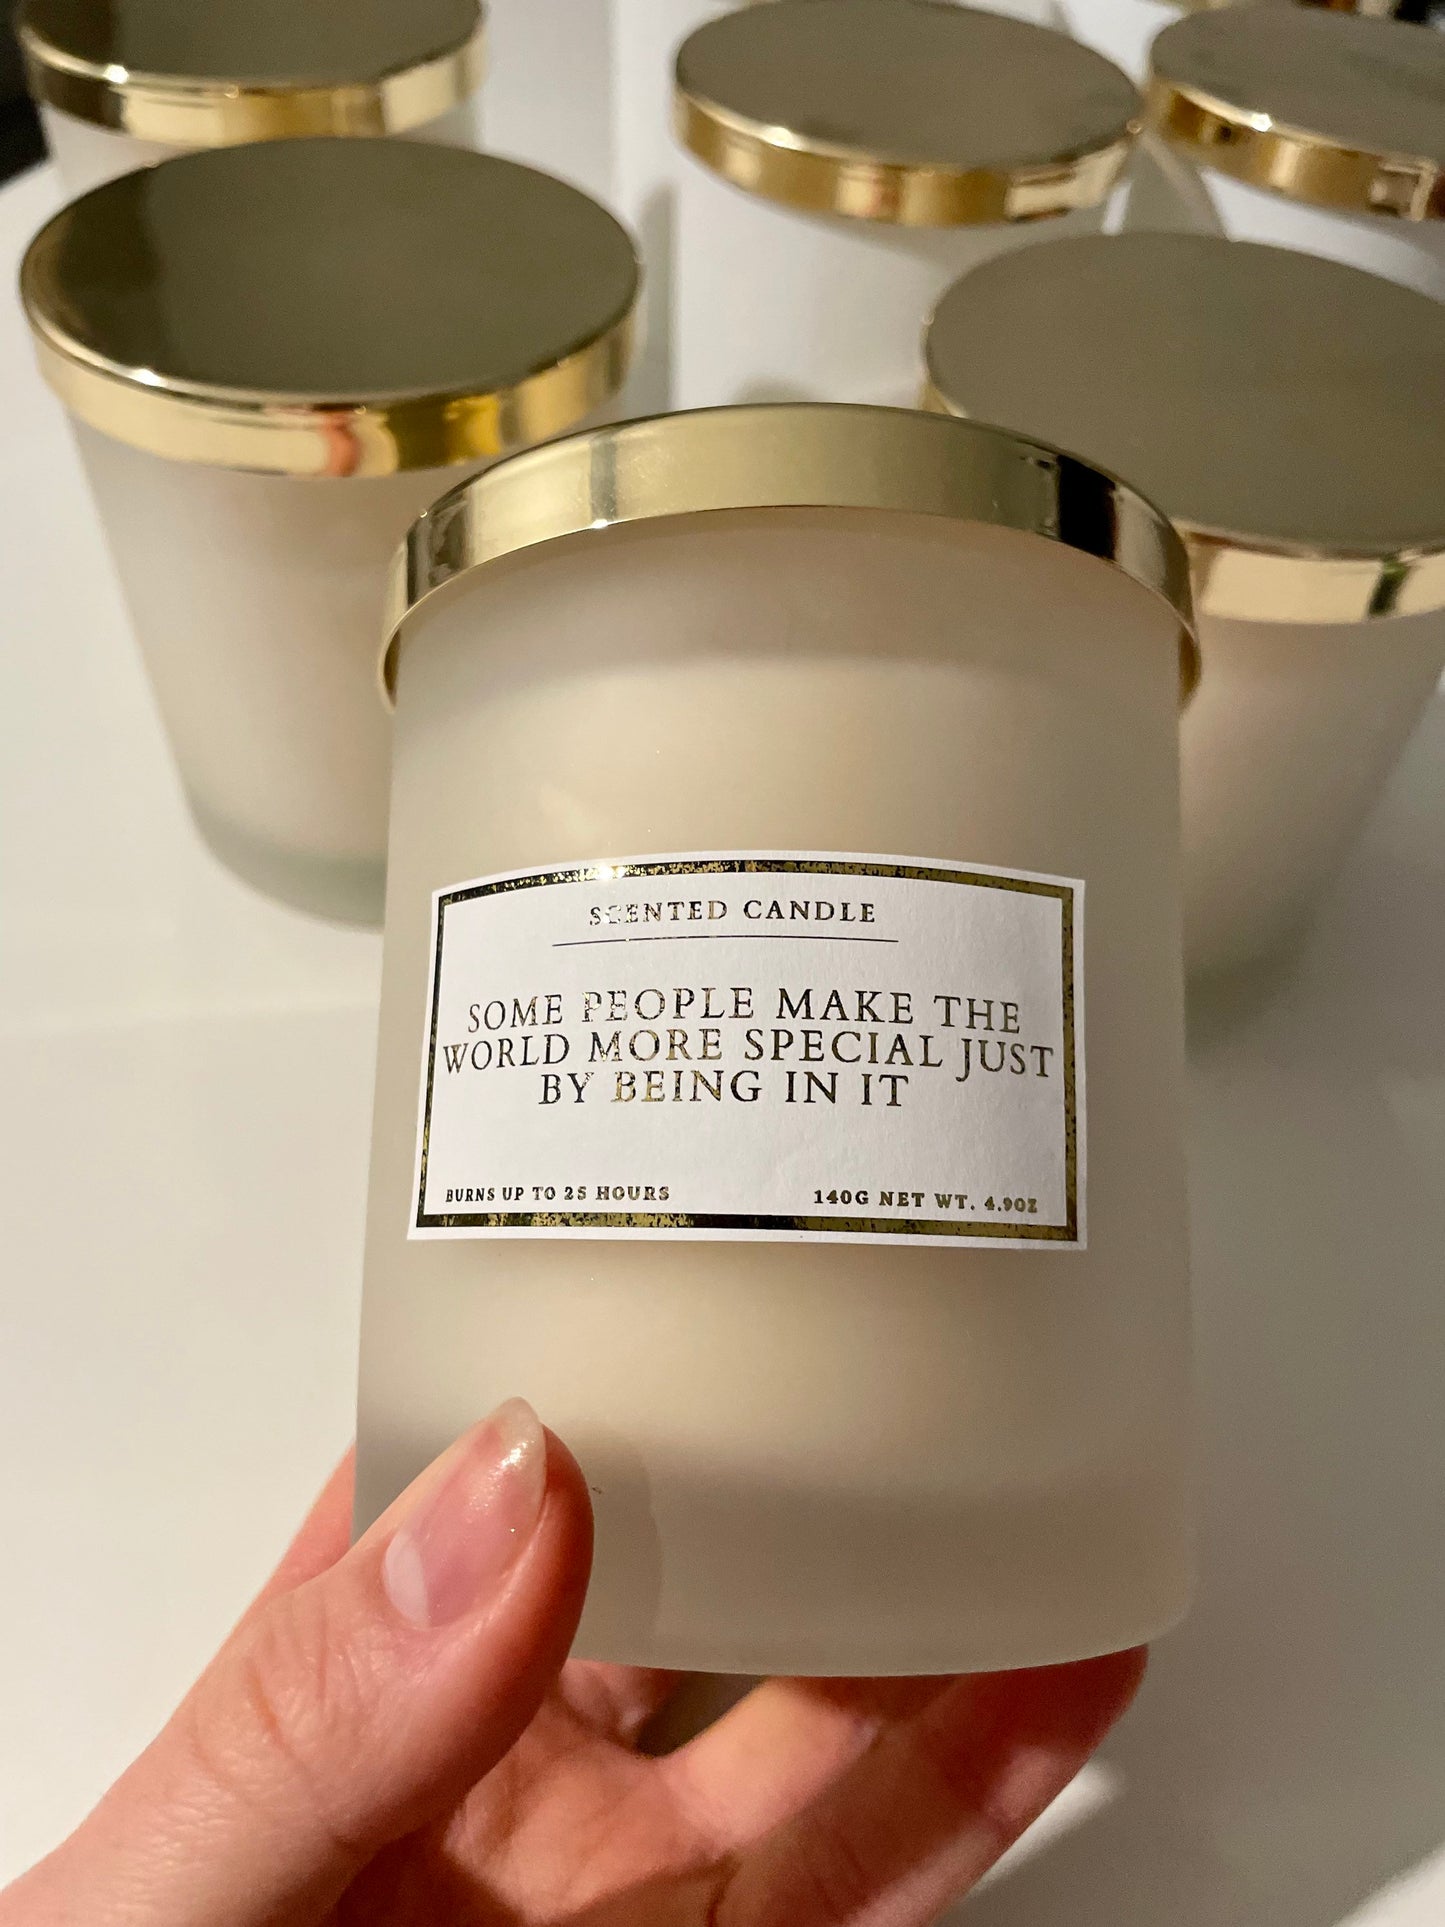 SCENTED CANDLE
SOME PEOPLE MAKE THE
WORLD MORE SPECIAL JUST
BY BEING IN IT
BURNS UP TO 25 HOURS
140G NET WT. 4.9OZ